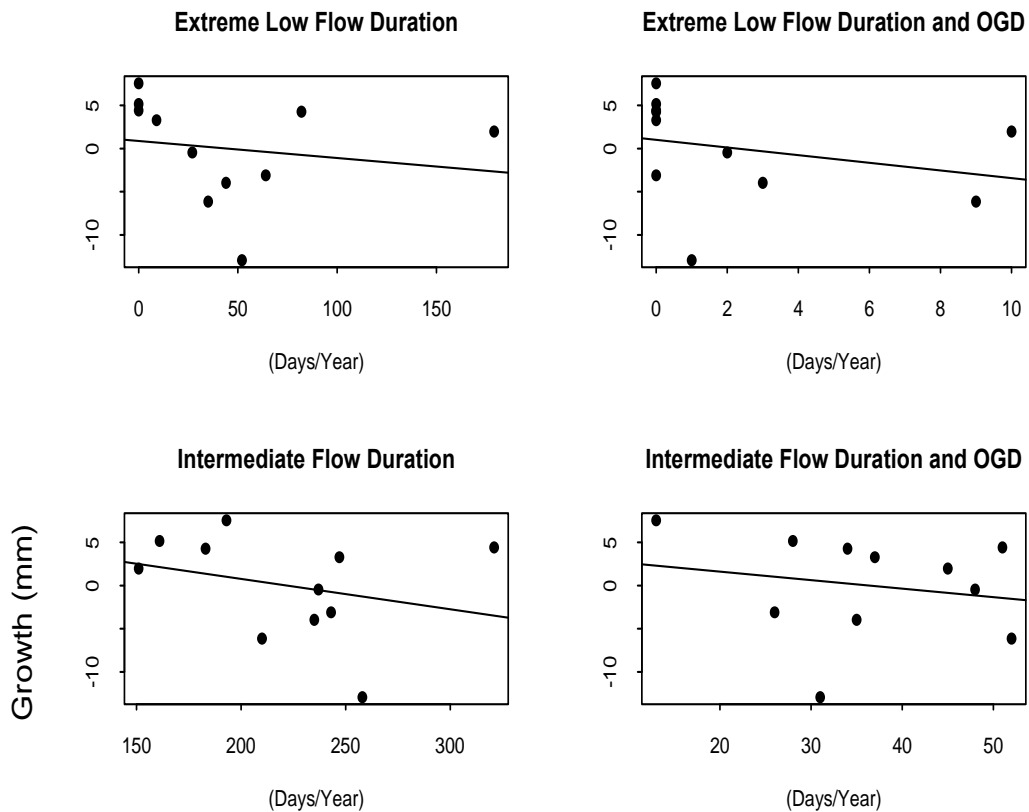 Extreme Low Flow Duration
5
0
-10
0 50 100 150
(Days/Year)
Extreme Low Flow Duration and OGD
5
0
-10
0 2 4 6 8 10
(Days/Year)
Growth (mm)
Intermediate Flow Duration
5
0
-10
150 200 250 300
(Days/Year)
Intermediate Flow Duration and OGD
5
0
-10
20 30 40 50
(Days/Year)